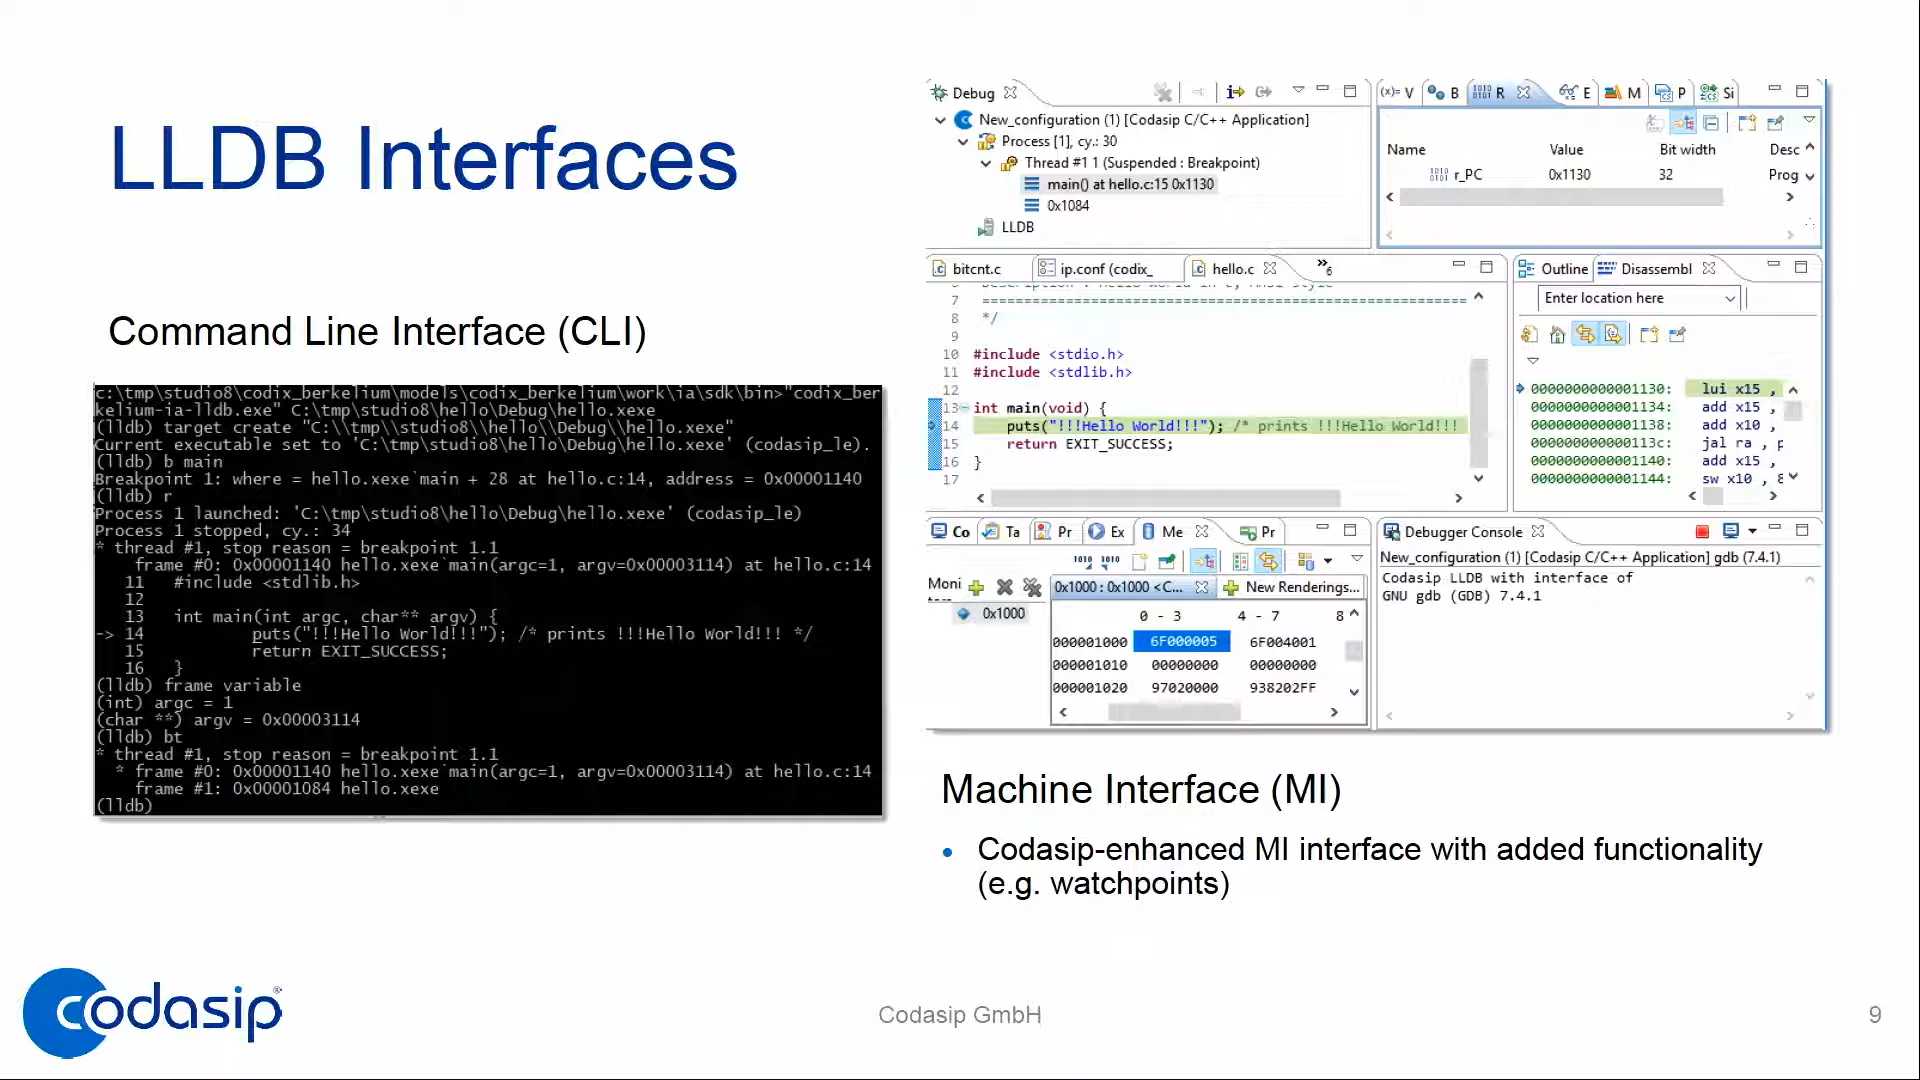 LLDB Interfaces
Command Line Interface (CLI)
c:\tmp\studio8\codix_berkelium\models\codix_berkelium\work\ia\sdk\bin>"codix_ber
kelium-ia-lldb.exe" C:\tmp\studio8\hello\Debug\hello.xexe
(lldb) target create "C:\\tmp\\studio8\\hello\\Debug\\hello.xexe"
Current executable set to 'C:\tmp\studio8\hello\Debug\hello.xexe' (codasip_le).
(lldb) b main
Breakpoint 1: where = hello.xexe`main + 28 at hello.c:14, address = 0x00001140
(lldb) r
Process 1 launched: 'C:\tmp\studio8\hello\Debug\hello.xexe' (codasip_le)
Process 1 stopped, cy.: 34
* thread #1, stop reason = breakpoint 1.1
frame #0: 0x00001140 hello.xexe`main(argc=1, argv=0x00003114) at hello.c:14
11 #include <stdlib.h>
12
13 int main(int argc, char** argv) {
-> 14 puts("!!!Hello World!!!"); /* prints !!!Hello World!!! */
15 return EXIT_SUCCESS;
16 }
(lldb) frame variable
(int) argc = 1
(char **) argv = 0x00003114
(lldb) bt
* thread #1, stop reason = breakpoint 1.1
* frame #0: 0x00001140 hello.xexe`main(argc=1, argv=0x00003114) at hello.c:14
frame #1: 0x00001084 hello.xexe
(lldb)
Debug
New_configuration (1) [Codasip C/C++ Application]
Process [1], cy.: 30
Thread #1 1 (Suspended : Breakpoint)
main() at hello.c:15 0x1130
0x1084
LLDB
(x)= V B R E M P Si
Name Value Bit width Desc
r_PC 0x1130 32 Prog
bitcnt.c ip.conf (codix_ hello.c »6
7 ==========================================================
8 */
9
10 #include <stdio.h>
11 #include <stdlib.h>
12
13 int main(void) {
14 puts("!!!Hello World!!!"); /* prints !!!Hello World!!!
15 return EXIT_SUCCESS;
16 }
17
Outline Disassembl
Enter location here
0000000000001130: lui x15 ,
0000000000001134: add x15 ,
0000000000001138: add x10 ,
000000000000113c: jal ra , p
0000000000001140: add x15 ,
0000000000001144: sw x10 , 8
Co Ta Pr Ex Me Pr
Moni
0x1000
0x1000 : 0x1000 <C... New Renderings...
0 - 3 4 - 7 8
000001000 6F000005 6F004001
000001010 00000000 00000000
000001020 97020000 938202FF
Debugger Console
New_configuration (1) [Codasip C/C++ Application] gdb (7.4.1)
Codasip LLDB with interface of
GNU gdb (GDB) 7.4.1
Machine Interface (MI)
• Codasip-enhanced MI interface with added functionality
(e.g. watchpoints)
codasip®
Codasip GmbH
9